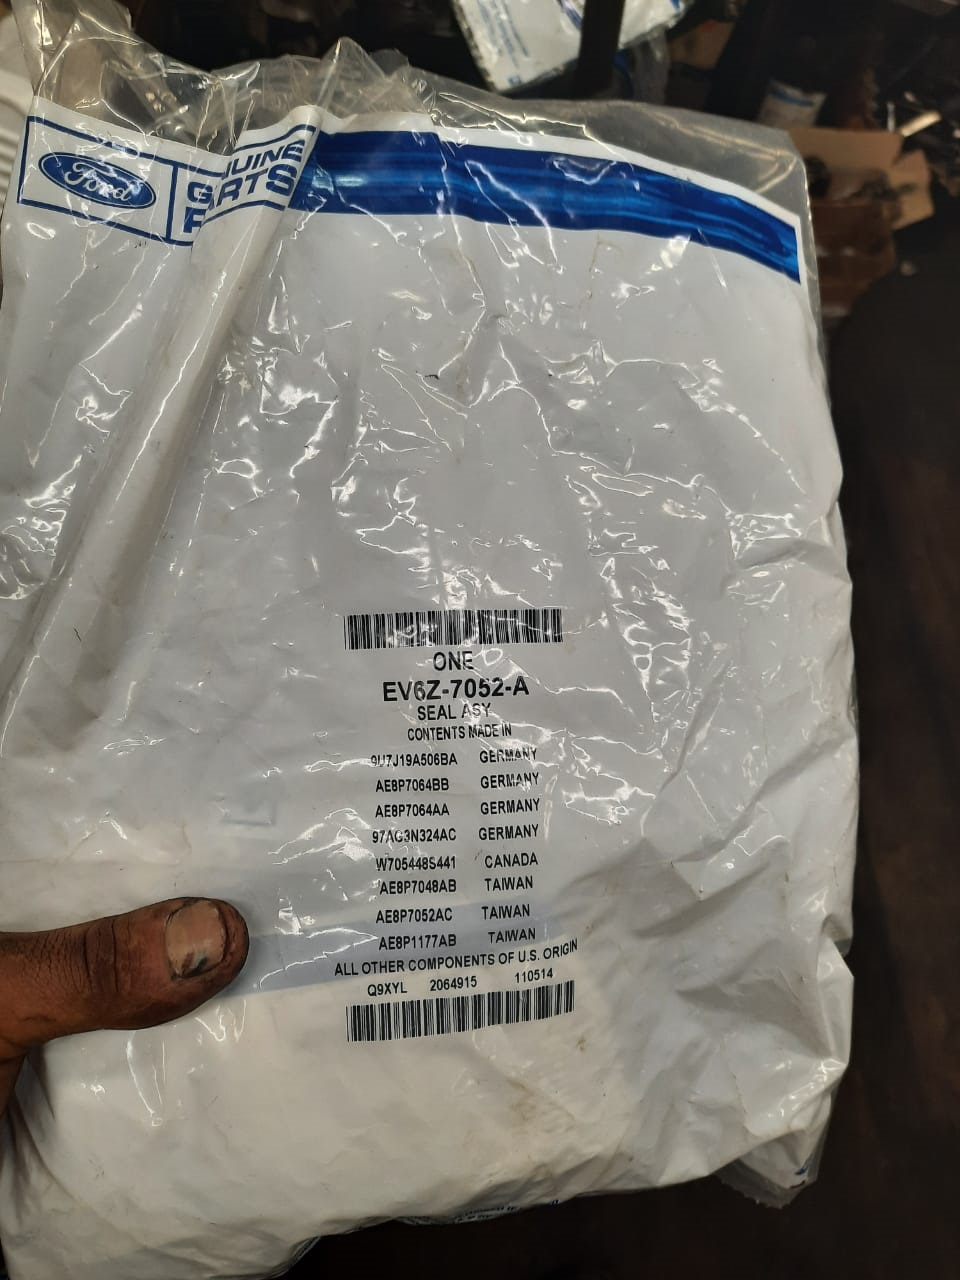 Ford
GENUINE
PARTS
ONE
EV6Z-7052-A
SEAL ASY
CONTENTS MADE IN
9U7J19A506BA GERMANY
AE8P7064BB GERMANY
AE8P7064AA GERMANY
97AG3N324AC GERMANY
W705448S441 CANADA
AE8P7048AB TAIWAN
AE8P7052AC TAIWAN
AE8P1177AB TAIWAN
ALL OTHER COMPONENTS OF U.S. ORIGIN
Q9XYL 2064915 110514